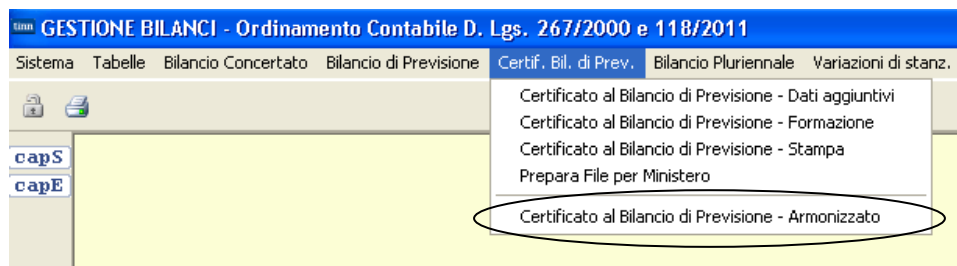 tinn GESTIONE BILANCI - Ordinamento Contabile D. Lgs. 267/2000 e 118/2011
Sistema Tabelle Bilancio Concertato Bilancio di Previsione Certif. Bil. di Prev. Bilancio Pluriennale Variazioni di stanz.
Certificato al Bilancio di Previsione - Dati aggiuntivi
Certificato al Bilancio di Previsione - Formazione
Certificato al Bilancio di Previsione - Stampa
Prepara File per Ministero
Certificato al Bilancio di Previsione - Armonizzato
capS
capE